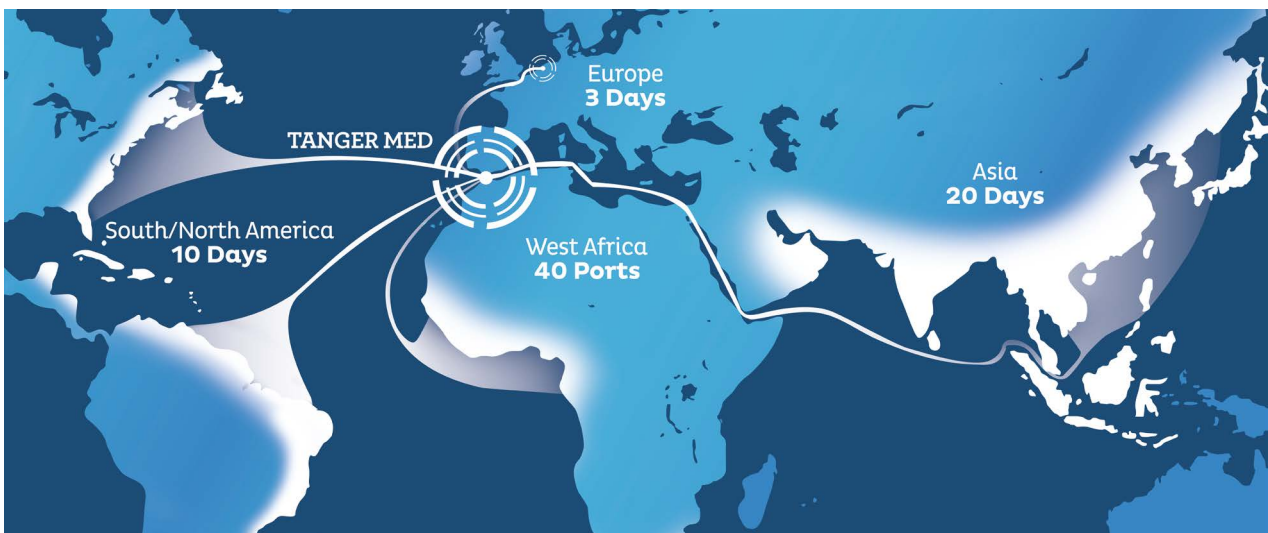 Europe
3 Days
TANGER MED
Asia
20 Days
South/North America
10 Days
West Africa
40 Ports